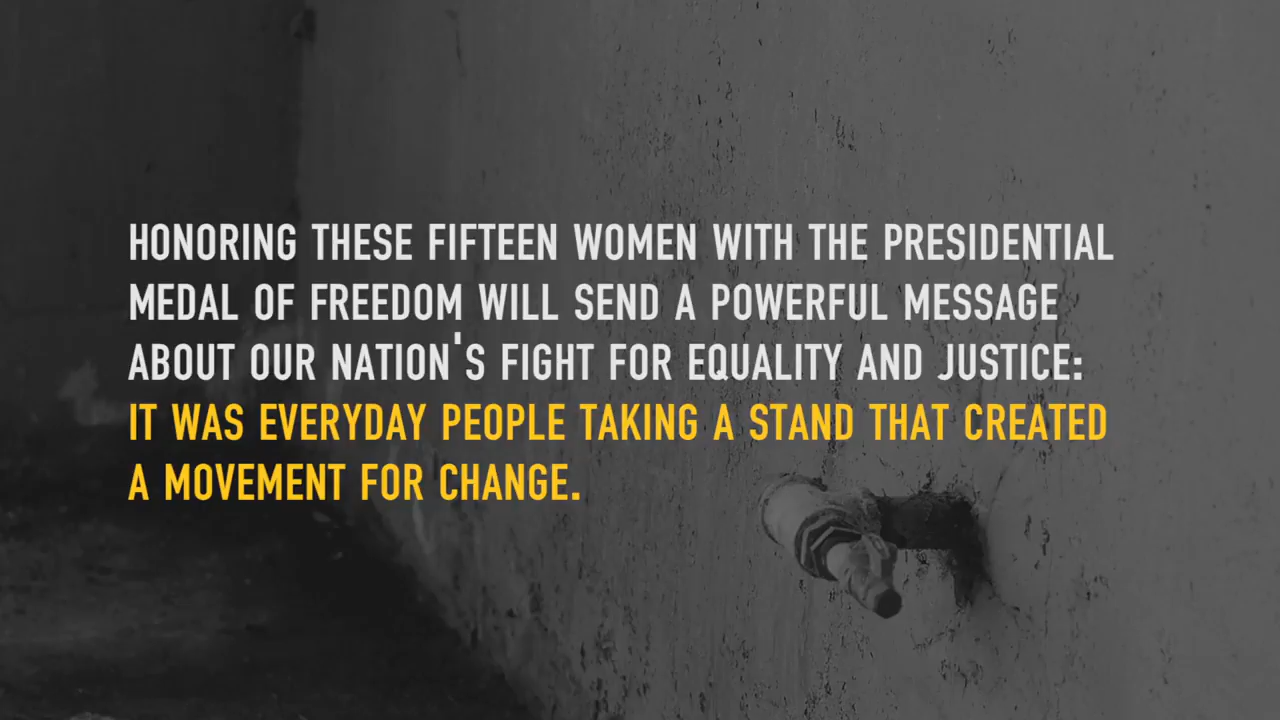 HONORING THESE FIFTEEN WOMEN WITH THE PRESIDENTIAL
MEDAL OF FREEDOM WILL SEND A POWERFUL MESSAGE
ABOUT OUR NATION'S FIGHT FOR EQUALITY AND JUSTICE:
IT WAS EVERYDAY PEOPLE TAKING A STAND THAT CREATED
A MOVEMENT FOR CHANGE.